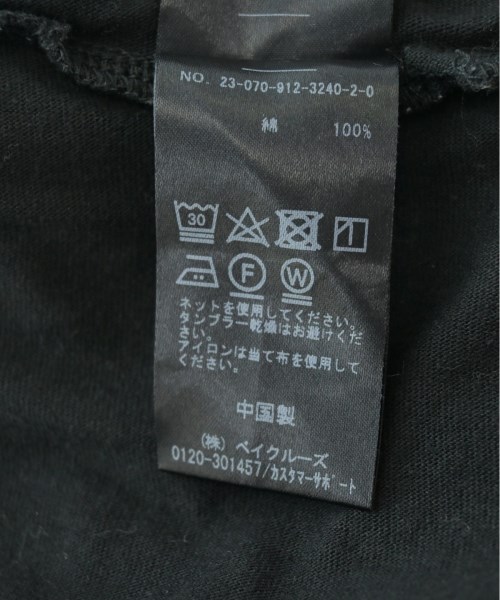 NO. 23-070-912-3240-2-0
綿 100%
30
F W
ネットを使用してください。
タンブラー乾燥はお避けくだ
さい。
アイロンは当て布を使用して
ください。
中国製
(株) ベイクルーズ
0120-301457/カスタマーサポート